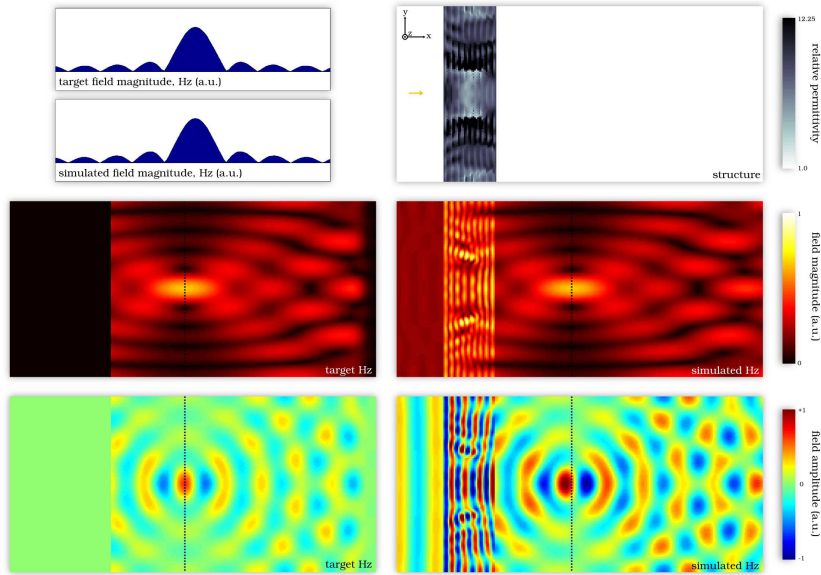 target field magnitude, Hz (a.u.)
simulated field magnitude, Hz (a.u.)
y
z
x
structure
12.25
1.0
relative permittivity
target Hz
simulated Hz
1
0
field magnitude (a.u.)
target Hz
simulated Hz
+1
0
-1
field amplitude (a.u.)